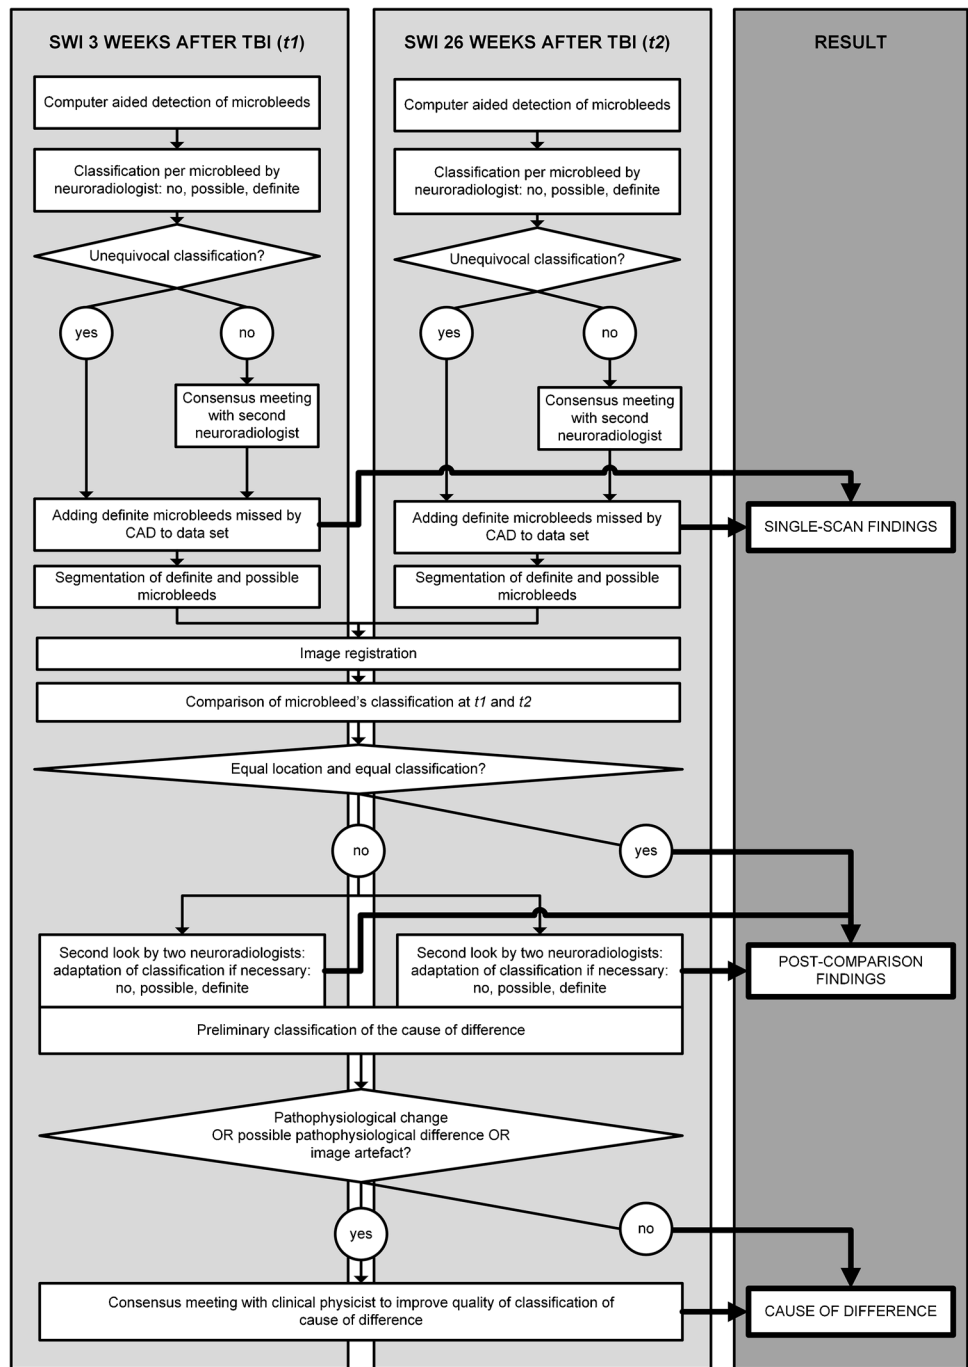 SWI 3 WEEKS AFTER TBI (t1)
SWI 26 WEEKS AFTER TBI (t2)
RESULT
Computer aided detection of microbleeds
Computer aided detection of microbleeds
Classification per microbleed by
neuroradiologist: no, possible, definite
Classification per microbleed by
neuroradiologist: no, possible, definite
Unequivocal classification?
Unequivocal classification?
yes
no
yes
no
Consensus meeting
with second
neuroradiologist
Consensus meeting
with second
neuroradiologist
Adding definite microbleeds missed by
CAD to data set
Adding definite microbleeds missed by
CAD to data set
SINGLE-SCAN FINDINGS
Segmentation of definite and possible
microbleeds
Segmentation of definite and possible
microbleeds
Image registration
Comparison of microbleed's classification at t1 and t2
Equal location and equal classification?
no
yes
Second look by two neuroradiologists:
adaptation of classification if necessary:
no, possible, definite
Second look by two neuroradiologists:
adaptation of classification if necessary:
no, possible, definite
POST-COMPARISON
FINDINGS
Preliminary classification of the cause of difference
Pathophysiological change
OR possible pathophysiological difference OR
image artefact?
yes
no
Consensus meeting with clinical physicist to improve quality of classification of
cause of difference
CAUSE OF DIFFERENCE